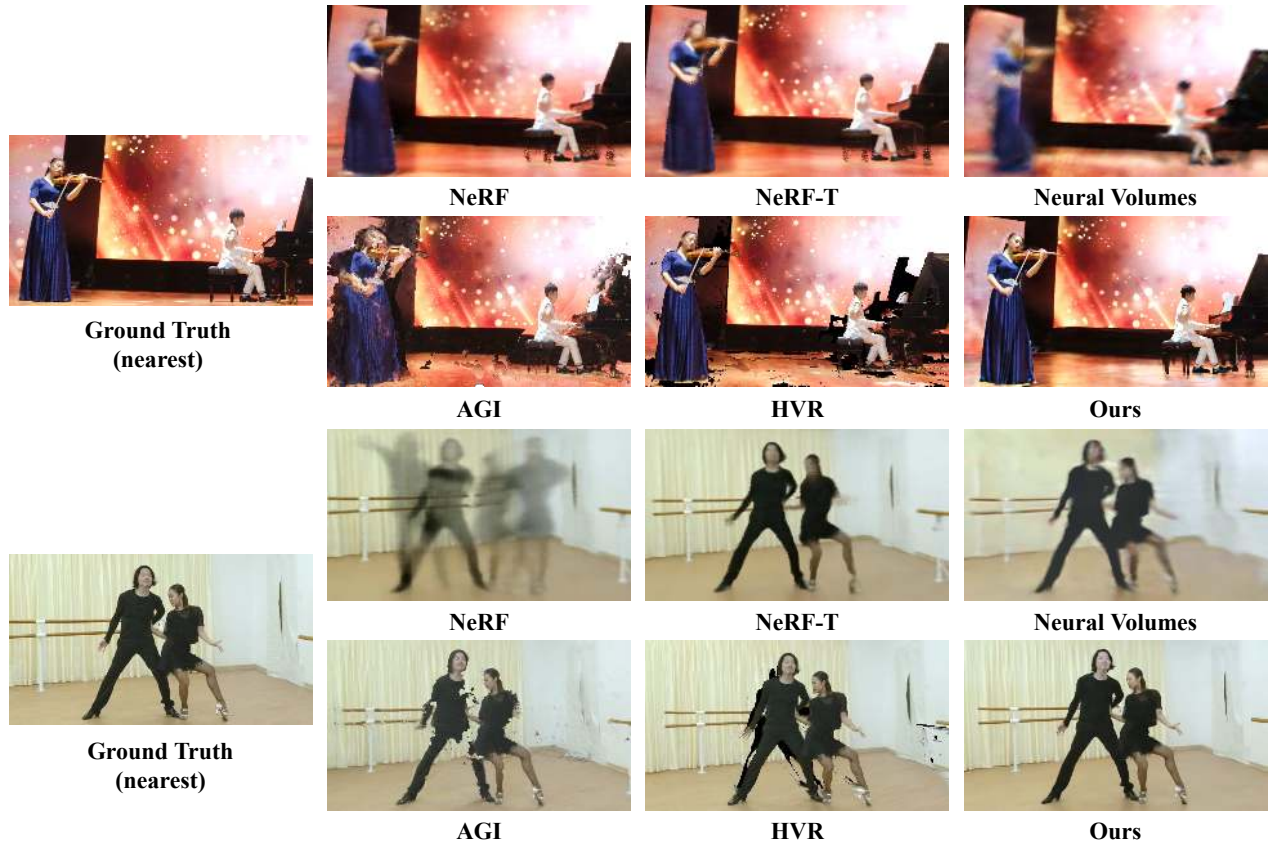 NeRF
NeRF-T
Neural Volumes
Ground Truth
(nearest)
AGI
HVR
Ours
NeRF
NeRF-T
Neural Volumes
Ground Truth
(nearest)
AGI
HVR
Ours